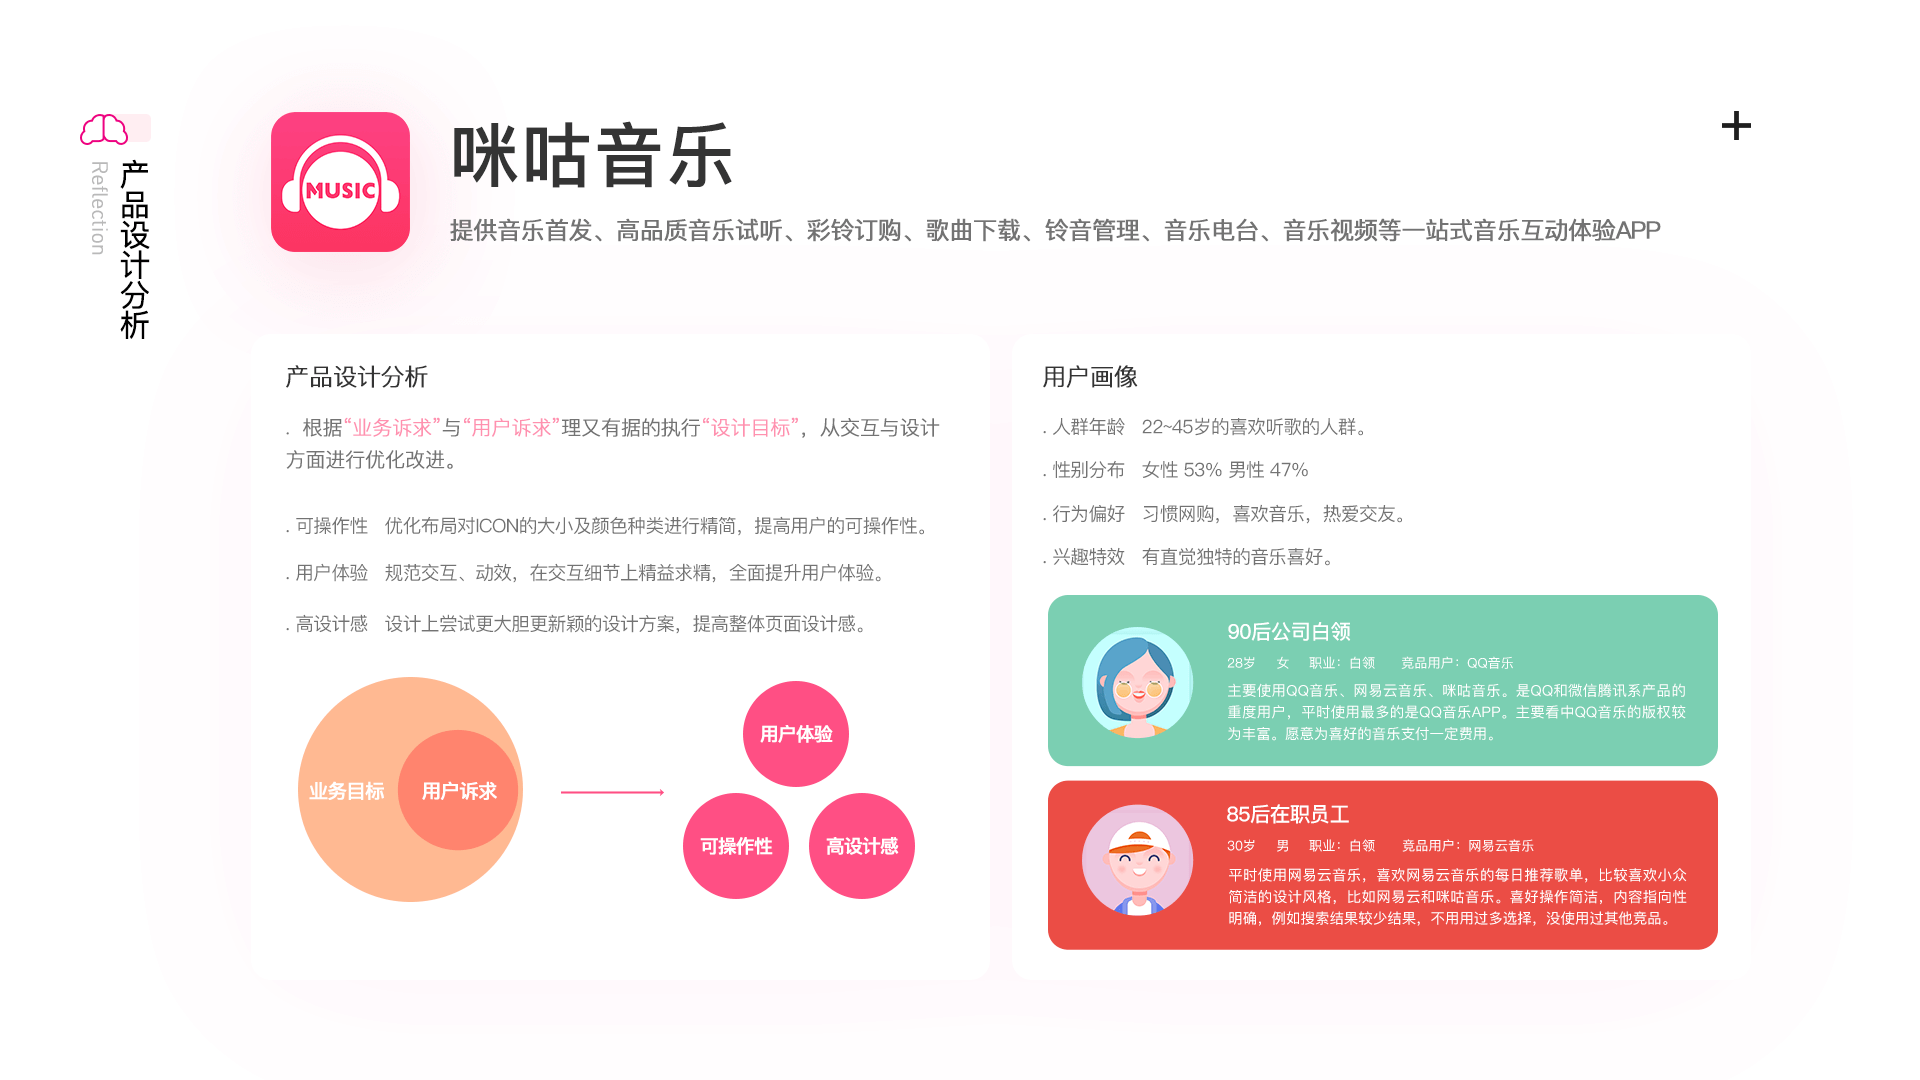 产品设计分析
Reflection
MUSIC
咪咕音乐
提供音乐首发、高品质音乐试听、彩铃订购、歌曲下载、铃音管理、音乐电台、音乐视频等一站式音乐互动体验APP
产品设计分析
. 根据“业务诉求”与“用户诉求”理又有据的执行“设计目标”，从交互与设计
方面进行优化改进。
. 可操作性 优化布局对ICON的大小及颜色种类进行精简，提高用户的可操作性。
. 用户体验 规范交互、动效，在交互细节上精益求精，全面提升用户体验。
. 高设计感 设计上尝试更大胆更新颖的设计方案，提高整体页面设计感。
业务目标
用户诉求
用户体验
可操作性
高设计感
用户画像
. 人群年龄 22~45岁的喜欢听歌的人群。
. 性别分布 女性 53% 男性 47%
. 行为偏好 习惯网购，喜欢音乐，热爱交友。
. 兴趣特效 有直觉独特的音乐喜好。
90后公司白领
28岁 女 职业：白领 竞品用户：QQ音乐
主要使用QQ音乐、网易云音乐、咪咕音乐。是QQ和微信腾讯系产品的
重度用户，平时使用最多的是QQ音乐APP。主要看中QQ音乐的版权较
为丰富。愿意为喜好的音乐支付一定费用。
85后在职员工
30岁 男 职业：白领 竞品用户：网易云音乐
平时使用网易云音乐，喜欢网易云音乐的每日推荐歌单，比较喜欢小众
简洁的设计风格，比如网易云和咪咕音乐。喜好操作简洁，内容指向性
明确，例如搜索结果较少结果，不用用过多选择，没使用过其他竞品。